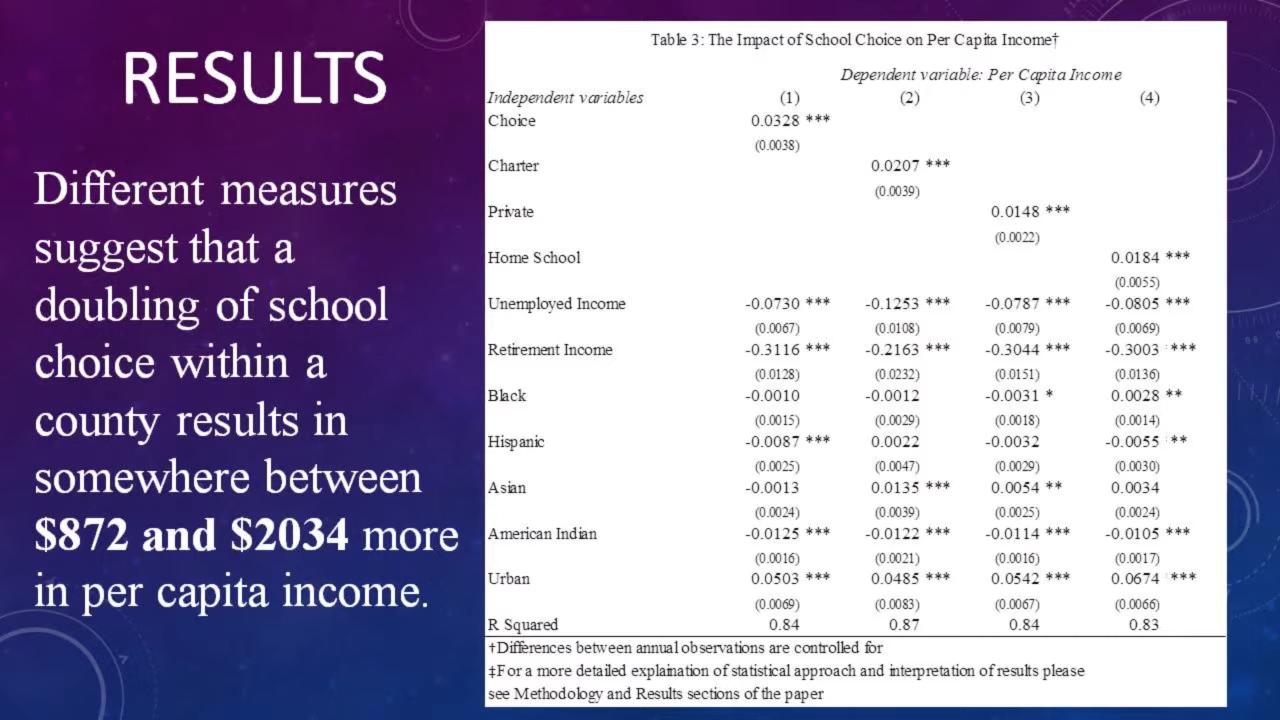 RESULTS
Different measures
suggest that a
doubling of school
choice within a
county results in
somewhere between
$872 and $2034 more
in per capita income.
Table 3: The Impact of School Choice on Per Capita Income†
Dependent variable: Per Capita Income
Independent variables (1) (2) (3) (4)
Choice 0.0328 ***
(0.0038)
Charter 0.0207 ***
(0.0039)
Private 0.0148 ***
(0.0022)
Home School 0.0184 ***
(0.0055)
Unemployed Income -0.0730 *** -0.1253 *** -0.0787 *** -0.0805 ***
(0.0067) (0.0108) (0.0079) (0.0069)
Retirement Income -0.3116 *** -0.2163 *** -0.3044 *** -0.3003 ***
(0.0128) (0.0232) (0.0151) (0.0136)
Black -0.0010 -0.0012 -0.0031 * 0.0028 **
(0.0015) (0.0029) (0.0018) (0.0014)
Hispanic -0.0087 *** 0.0022 -0.0032 -0.0055 **
(0.0025) (0.0047) (0.0029) (0.0030)
Asian -0.0013 0.0135 *** 0.0054 ** 0.0034
(0.0024) (0.0039) (0.0025) (0.0024)
American Indian -0.0125 *** -0.0122 *** -0.0114 *** -0.0105 ***
(0.0016) (0.0021) (0.0016) (0.0017)
Urban 0.0503 *** 0.0485 *** 0.0542 *** 0.0674 ***
(0.0069) (0.0083) (0.0067) (0.0066)
R Squared 0.84 0.87 0.84 0.83
†Differences between annual observations are controlled for
‡For a more detailed explaination of statistical approach and interpretation of results please
see Methodology and Results sections of the paper